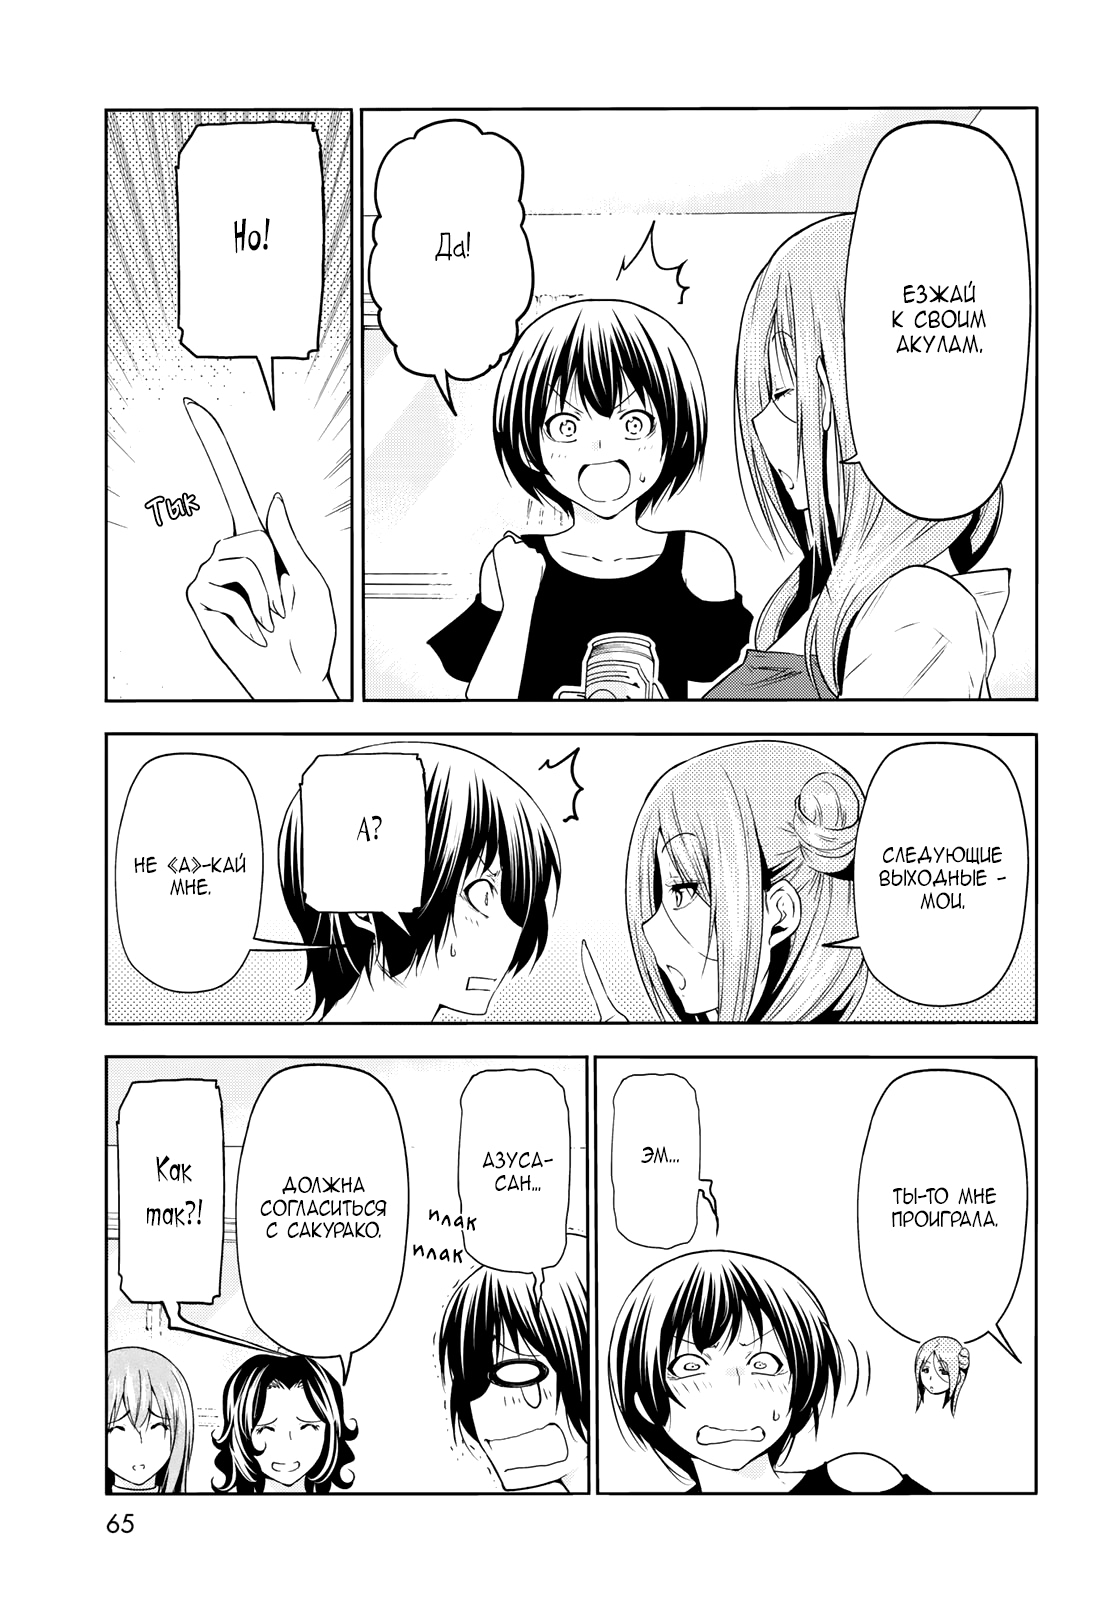 ЕЗЖАЙ
К СВОИМ
АКУЛАМ.
Да!
Но!
Тык
СЛЕДУЮЩИЕ
ВЫХОДНЫЕ -
МОИ.
А?
НЕ «А»-КАЙ
МНЕ.
ТЫ-ТО МНЕ
ПРОИГРАЛА.
ЭМ...
АЗУСА-
САН...
плак
плак
ДОЛЖНА
СОГЛАСИТЬСЯ
С САКУРАКО.
Как
так?!
65